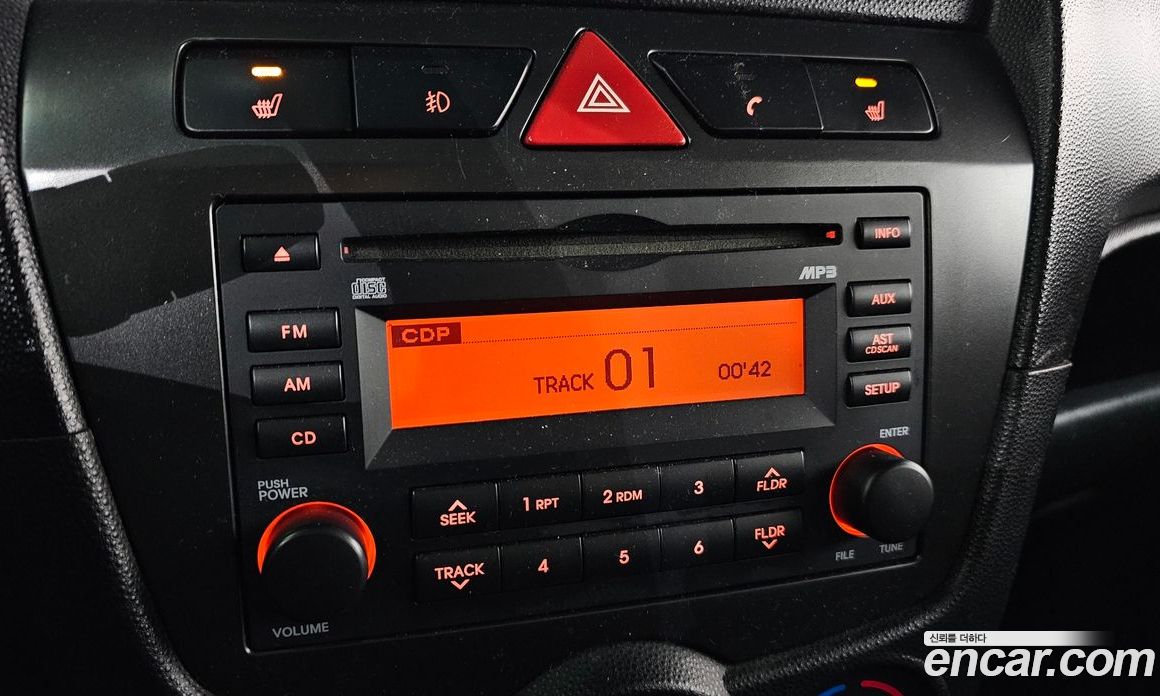 INFO
COMPACT
disc
DIGITAL AUDIO
MP3
AUX
FM
CDP
AST
CDSCAN
TRACK 01 00'42
AM
SETUP
CD
ENTER
PUSH
POWER
SEEK
1 RPT
2 RDM
3
FLDR
TRACK
4
5
6
FLDR
FILE
TUNE
VOLUME
신뢰를 더하다
encar.com